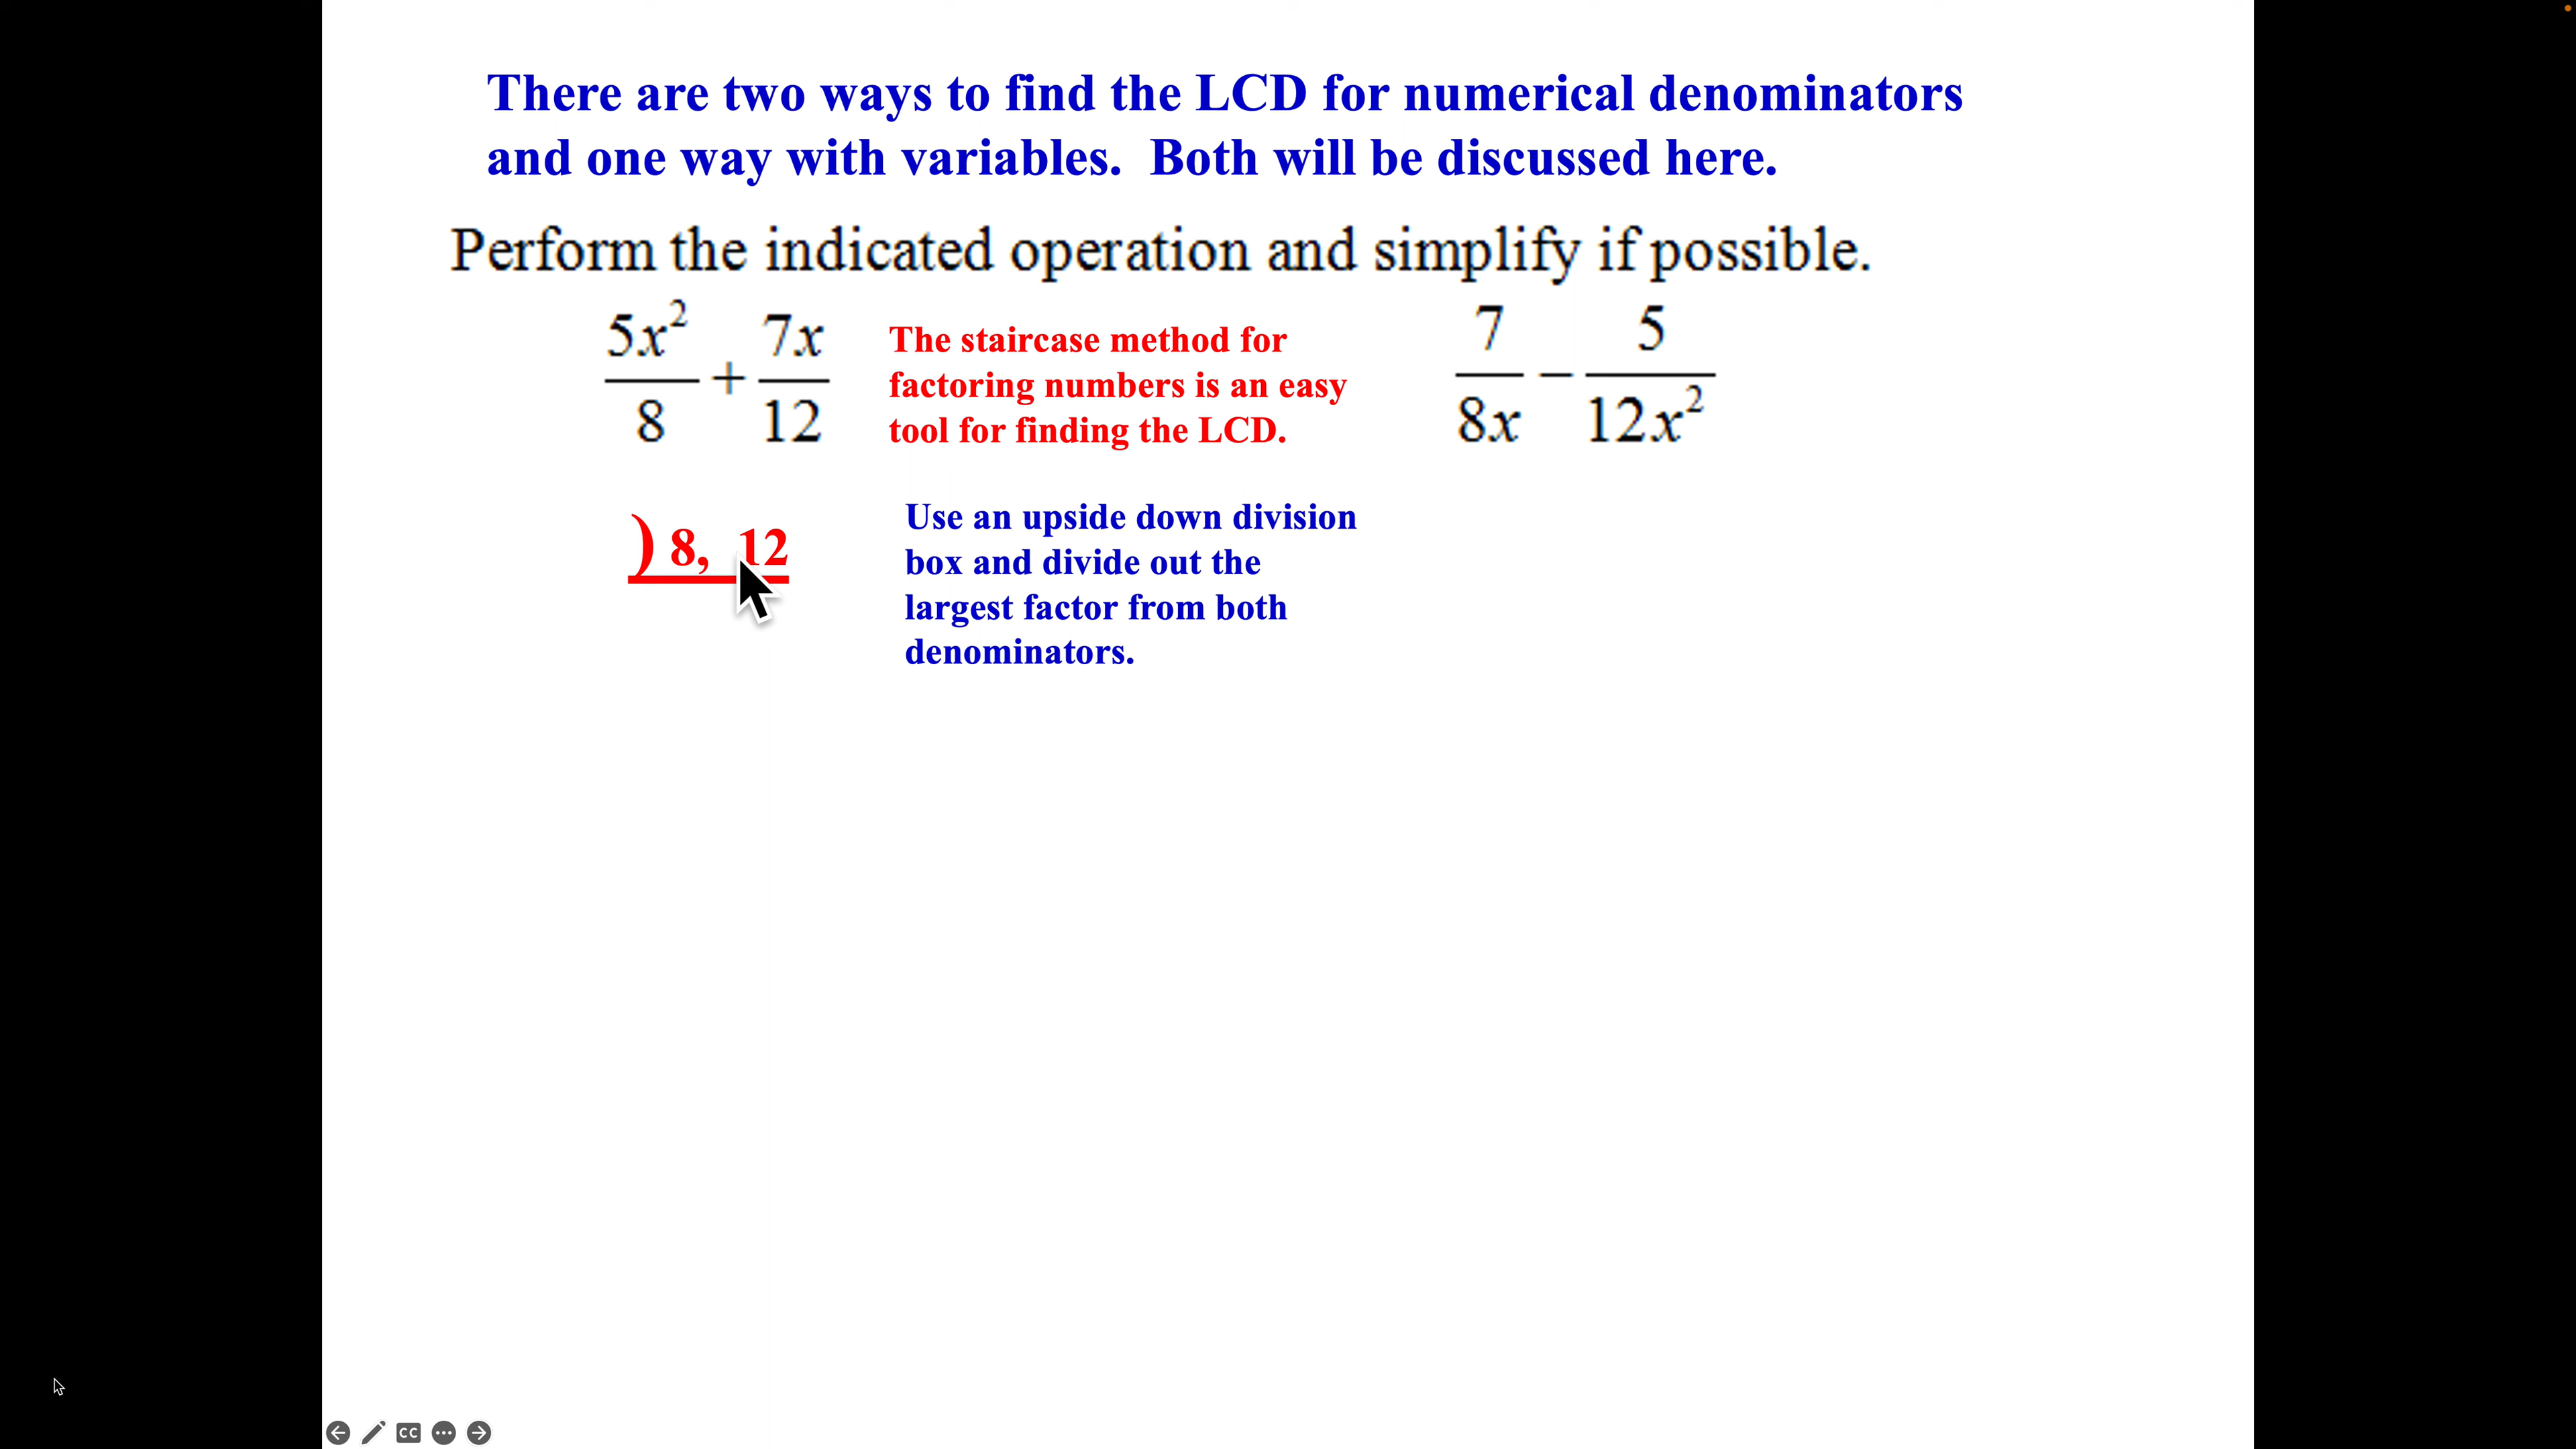 There are two ways to find the LCD for numerical denominators
and one way with variables. Both will be discussed here.
Perform the indicated operation and simplify if possible.
5x²/8 + 7x/12
The staircase method for
factoring numbers is an easy
tool for finding the LCD.
7/8x − 5/12x²
) 8, 12
Use an upside down division
box and divide out the
largest factor from both
denominators.
CC